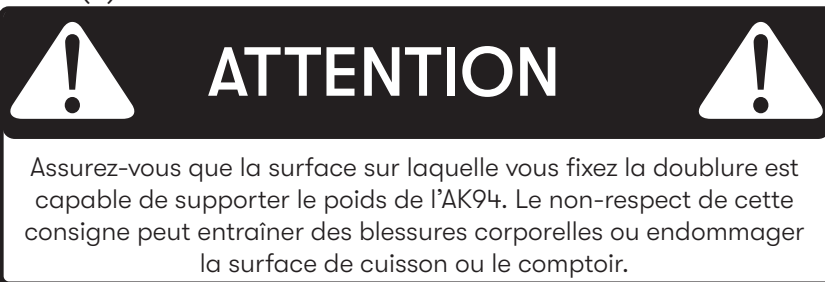 ATTENTION
Assurez-vous que la surface sur laquelle vous fixez la doublure est
capable de supporter le poids de l'AK94. Le non-respect de cette
consigne peut entraîner des blessures corporelles ou endommager
la surface de cuisson ou le comptoir.